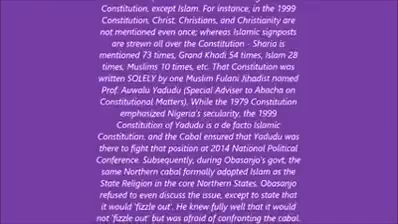 Constitution, except Islam. For instance, in the 1999
Constitution, Christ, Christians, and Christianity are
not mentioned even once; whereas Islamic signposts
are strewn all over the Constitution - Sharia is
mentioned 73 times, Grand Khadi 54 times, Islam 28
times, Muslims 10 times, etc. That Constitution was
written SOLELY by one Muslim Fulani Jihadist named
Prof. Auwalu Yadudu (Special Adviser to Abacha on
Constitutional Matters). While the 1979 Constitution
emphasized Nigeria's secularity, the 1999
Constitution of Yadudu is a de facto Islamic
Constitution, and the Cabal ensured that Yadudu was
there to fight that position at 2014 National
Political Conference. Subsequently, during Obasanjo's govt, the
same Northern cabal formally adopted Islam as the
State Religion in the core Northern States. Obasanjo
refused to even discuss the issue, except to state that
it would 'fizzle out'. He knew fully well that it would
not 'fizzle out' but was afraid of confronting the cabal.